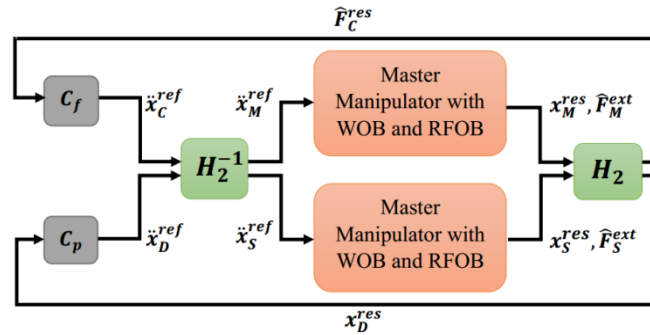 F̂_C^res
C_f
ẍ_C^ref
ẍ_M^ref
Master
Manipulator with
WOB and RFOB
x_M^res, F̂_M^ext
H_2^-1
H_2
C_p
ẍ_D^ref
ẍ_S^ref
Master
Manipulator with
WOB and RFOB
x_S^res, F̂_S^ext
x_D^res